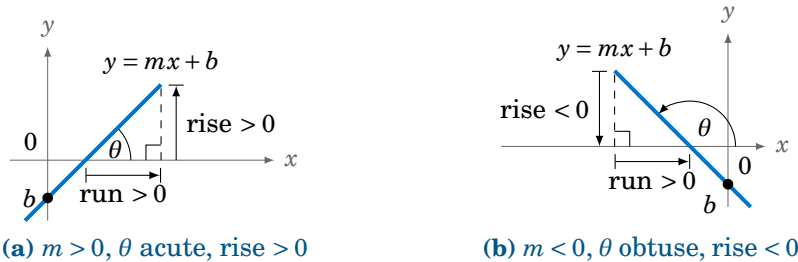 y
y = mx + b
rise > 0
0
θ
x
b
run > 0
(a) m > 0, θ acute, rise > 0
y
y = mx + b
rise < 0
θ
x
0
run > 0
b
(b) m < 0, θ obtuse, rise < 0